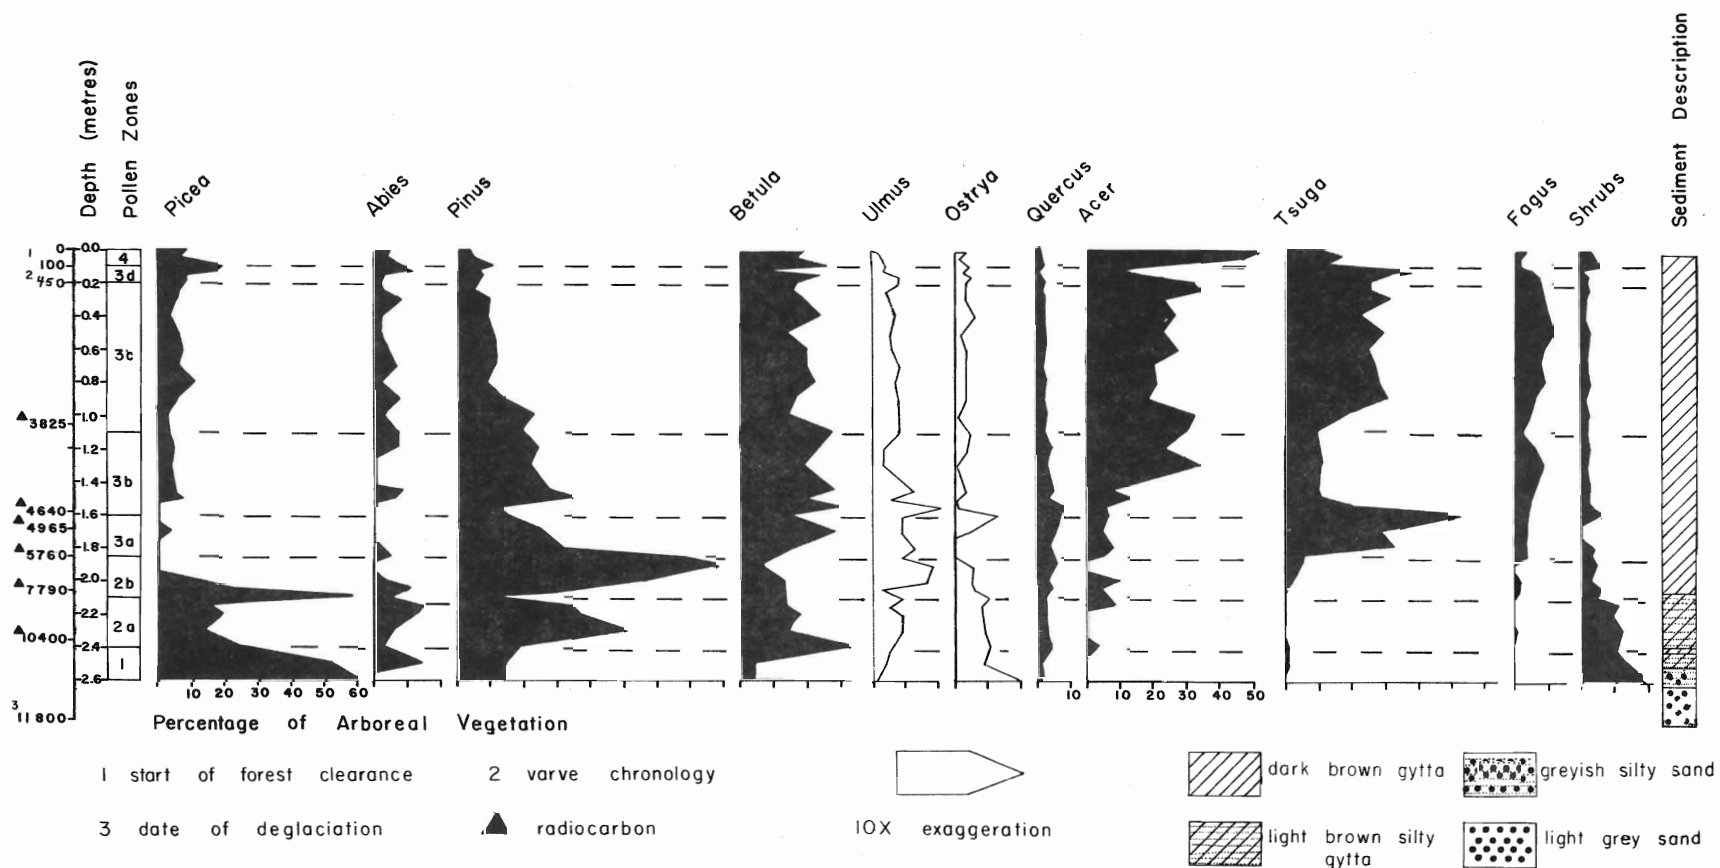 Depth (metres)
Pollen Zones
Picea
Abies
Pinus
Betula
Ulmus
Ostrya
Quercus
Acer
Tsuga
Fagus
Shrubs
Sediment Description
1
0
100
2
450
3825
4640
4965
5760
7790
10400
3
11800
0.0
0.2
0.4
0.6
0.8
1.0
1.2
1.4
1.6
1.8
2.0
2.2
2.4
2.6
4
3d
3c
3b
3a
2b
2a
1
10 20 30 40 50 60
10
10 20 30 40 50
Percentage of Arboreal Vegetation
1 start of forest clearance
2 varve chronology
3 date of deglaciation
radiocarbon
10X exaggeration
dark brown gytta
greyish silty sand
light brown silty
gytta
light grey sand